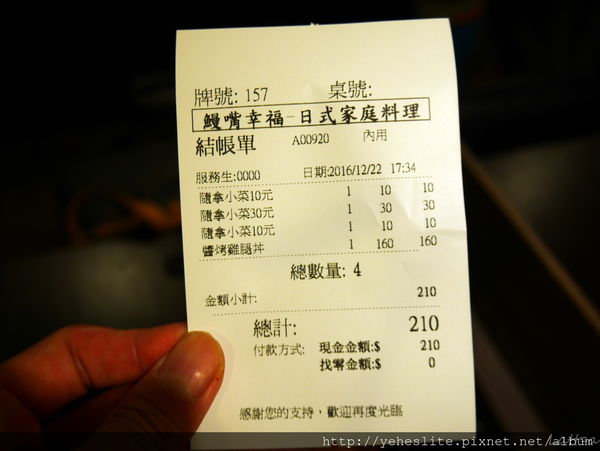 牌號: 157 桌號:
鰻嘴幸福-日式家庭料理
結帳單 A00920 內用
服務生:0000 日期:2016/12/22 17:34
隨拿小菜10元 1 10 10
隨拿小菜30元 1 30 30
隨拿小菜10元 1 10 10
醬烤雞腿丼 1 160 160
總數量: 4
金額小計: 210
總計: 210
付款方式: 現金金額:$ 210
找零金額:$ 0
感謝您的支持，歡迎再度光臨
http://yeheslite.pixnet.net/album